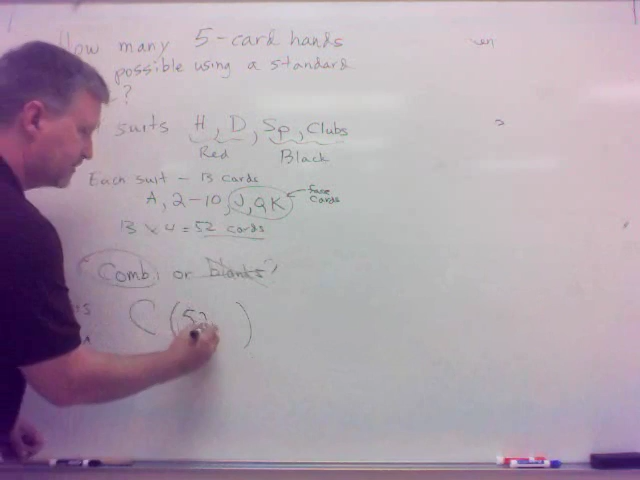 How many 5-card hands
possible using a standard
?
suits H, D, Sp, Clubs
Red Black
Each suit - 13 cards
A, 2-10, J, Q K face cards
13 x 4 = 52 cards
Comb. or blanks?
C (52 )